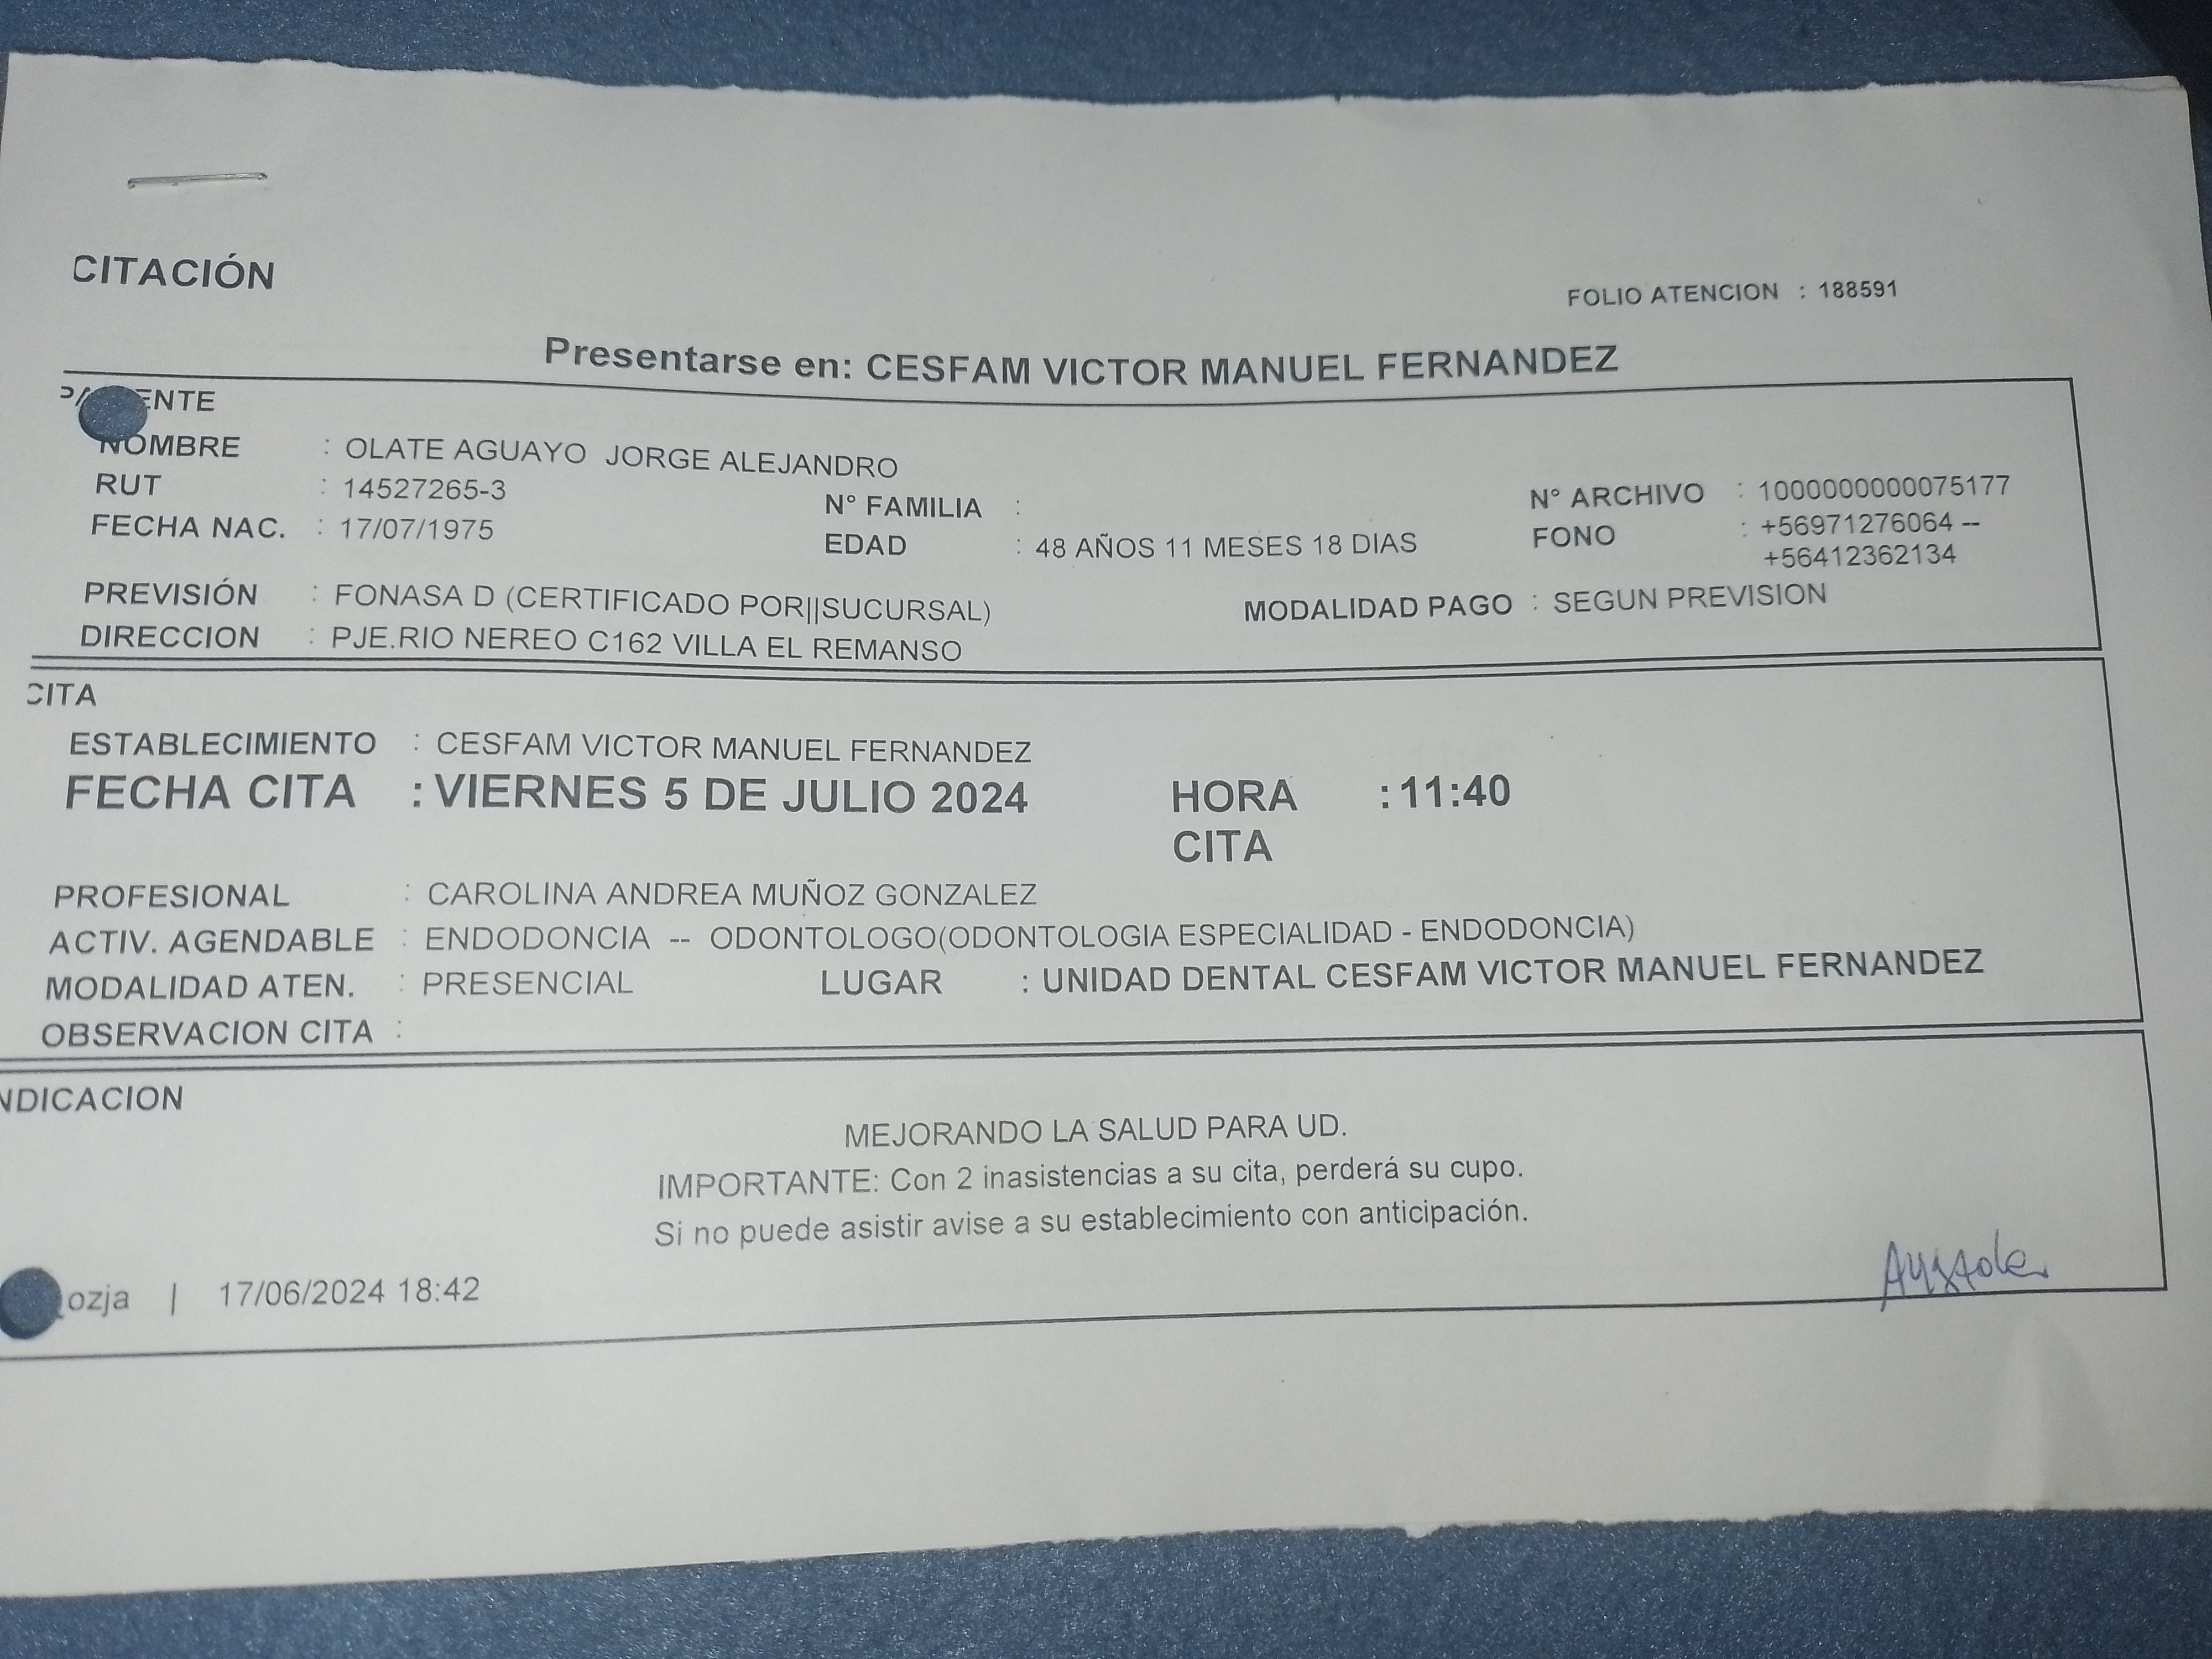 CITACIÓN
FOLIO ATENCION : 188591
Presentarse en: CESFAM VICTOR MANUEL FERNANDEZ
NOMBRE : OLATE AGUAYO JORGE ALEJANDRO
RUT : 14527265-3 N° FAMILIA : N° ARCHIVO : 1000000000075177
FECHA NAC. : 17/07/1975 EDAD : 48 AÑOS 11 MESES 18 DIAS FONO : +56971276064 --
+56412362134
PREVISIÓN : FONASA D (CERTIFICADO POR||SUCURSAL) MODALIDAD PAGO : SEGUN PREVISION
DIRECCION : PJE.RIO NEREO C162 VILLA EL REMANSO
CITA
ESTABLECIMIENTO : CESFAM VICTOR MANUEL FERNANDEZ
FECHA CITA : VIERNES 5 DE JULIO 2024 HORA : 11:40
CITA
PROFESIONAL : CAROLINA ANDREA MUÑOZ GONZALEZ
ACTIV. AGENDABLE : ENDODONCIA -- ODONTOLOGO(ODONTOLOGIA ESPECIALIDAD - ENDODONCIA)
MODALIDAD ATEN. : PRESENCIAL LUGAR : UNIDAD DENTAL CESFAM VICTOR MANUEL FERNANDEZ
OBSERVACION CITA :
NDICACION
MEJORANDO LA SALUD PARA UD.
IMPORTANTE: Con 2 inasistencias a su cita, perderá su cupo.
Si no puede asistir avise a su establecimiento con anticipación.
ozja | 17/06/2024 18:42